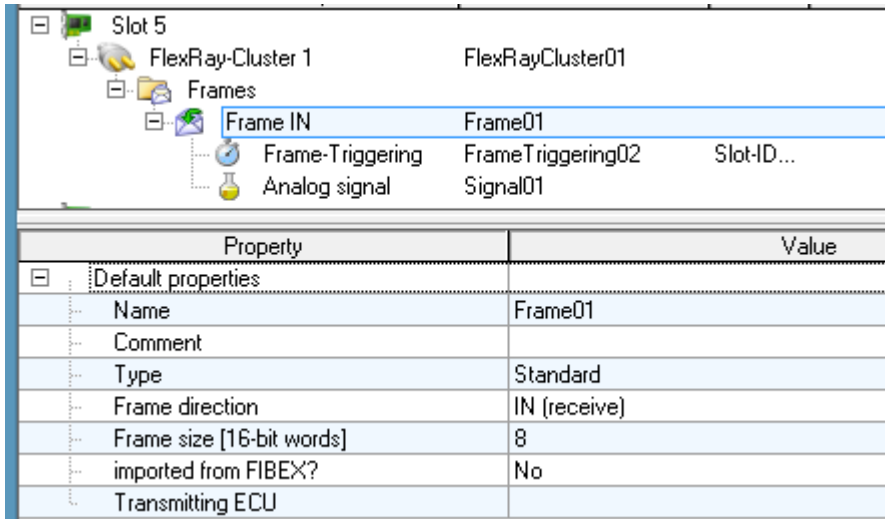 Slot 5
FlexRay-Cluster 1 FlexRayCluster01
Frames
Frame IN Frame01
Frame-Triggering FrameTriggering02 Slot-ID...
Analog signal Signal01
Property Value
Default properties
Name Frame01
Comment
Type Standard
Frame direction IN (receive)
Frame size [16-bit words] 8
imported from FIBEX? No
Transmitting ECU